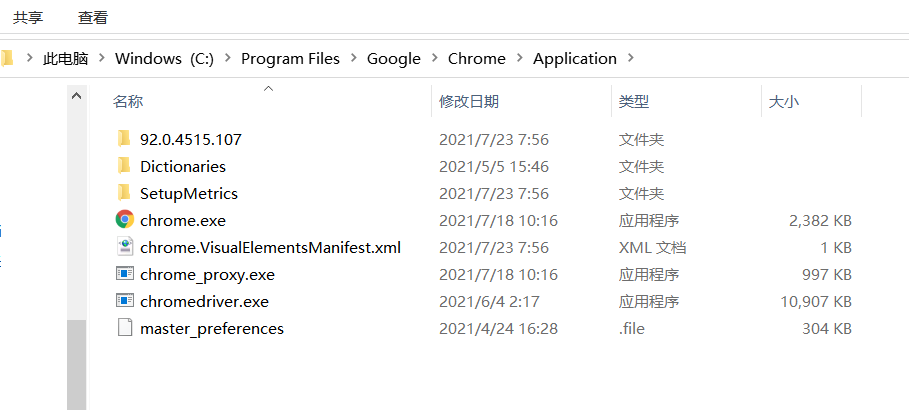 共享 查看
此电脑 > Windows (C:) > Program Files > Google > Chrome > Application >
名称 修改日期 类型 大小
92.0.4515.107 2021/7/23 7:56 文件夹
Dictionaries 2021/5/5 15:46 文件夹
SetupMetrics 2021/7/23 7:56 文件夹
chrome.exe 2021/7/18 10:16 应用程序 2,382 KB
chrome.VisualElementsManifest.xml 2021/7/23 7:56 XML 文档 1 KB
chrome_proxy.exe 2021/7/18 10:16 应用程序 997 KB
chromedriver.exe 2021/6/4 2:17 应用程序 10,907 KB
master_preferences 2021/4/24 16:28 .file 304 KB